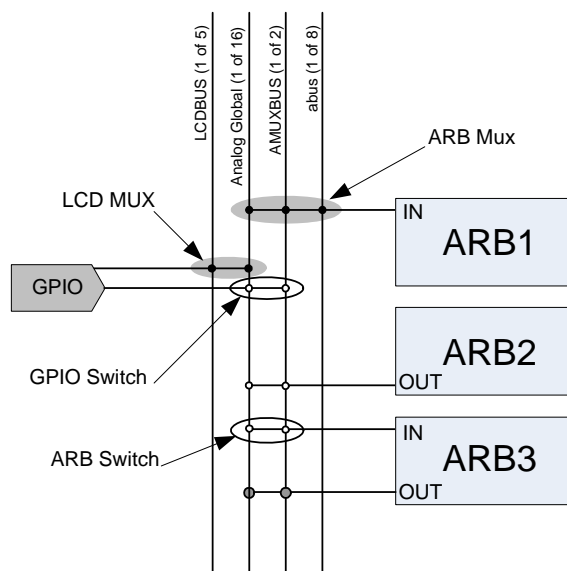 LCDBUS (1 of 5)
Analog Global (1 of 16)
AMUXBUS (1 of 2)
abus (1 of 8)
ARB Mux
LCD MUX
IN
ARB1
GPIO
ARB2
GPIO Switch
OUT
IN
ARB3
ARB Switch
OUT